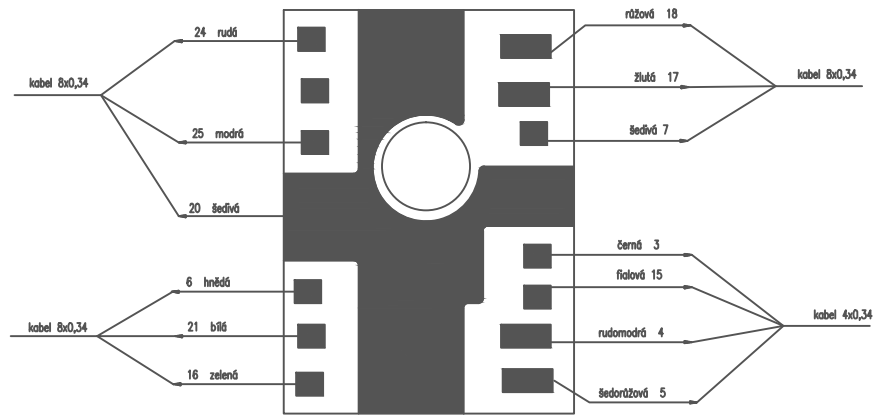 růžová 18
24 rudá
žlutá 17
kabel 8x0,34
kabel 8x0,34
25 modrá
šedivá 7
20 šedivá
černá 3
fialová 15
6 hnědá
kabel 4x0,34
kabel 8x0,34
21 bílá
rudomodrá 4
16 zelená
šedorůžová 5